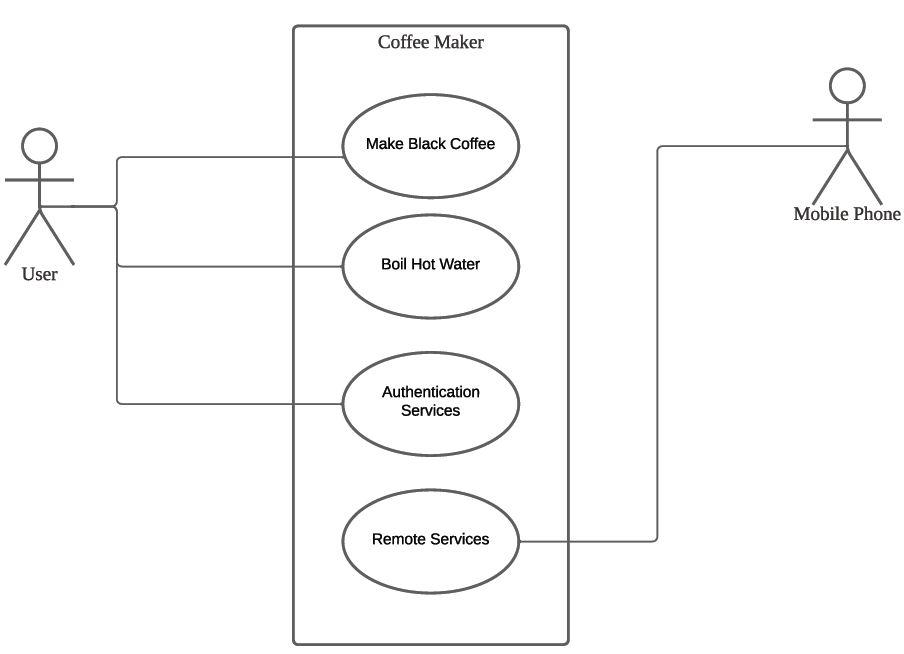 Coffee Maker
Make Black Coffee
Boil Hot Water
Authentication
Services
Remote Services
User
Mobile Phone